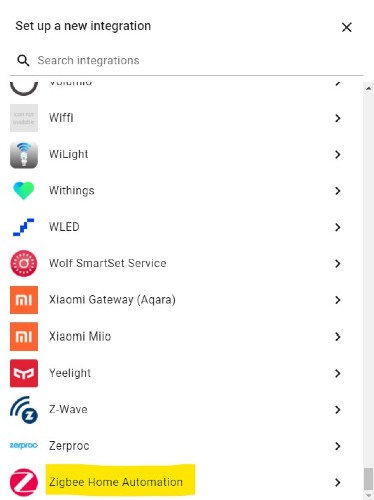 Set up a new integration
Search integrations
Volumio
Wiffi
WiLight
Withings
WLED
Wolf SmartSet Service
Xiaomi Gateway (Aqara)
Xiaomi Miio
Yeelight
Z-Wave
zerproc Zerproc
Zigbee Home Automation